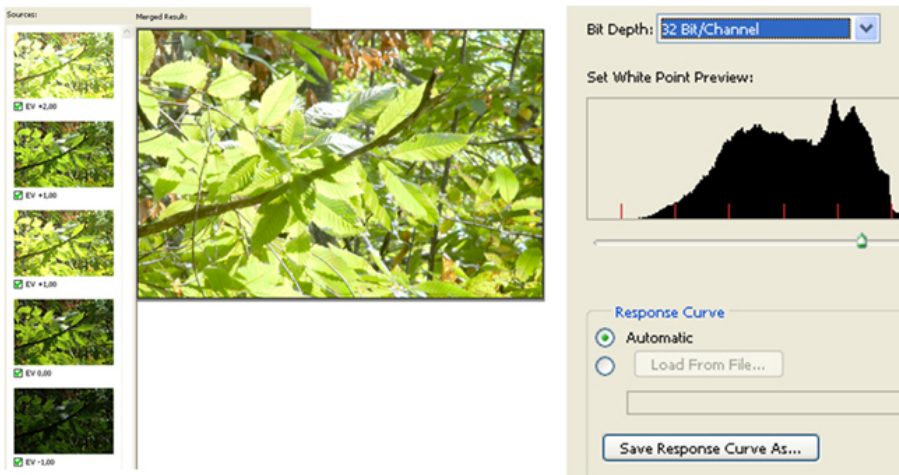 Sources:
Merged Result:
EV +2,00
EV +1,00
EV +1,00
EV 0,00
EV -1,00
Bit Depth: 32 Bit/Channel
Set White Point Preview:
Response Curve
Automatic
Load From File...
Save Response Curve As...